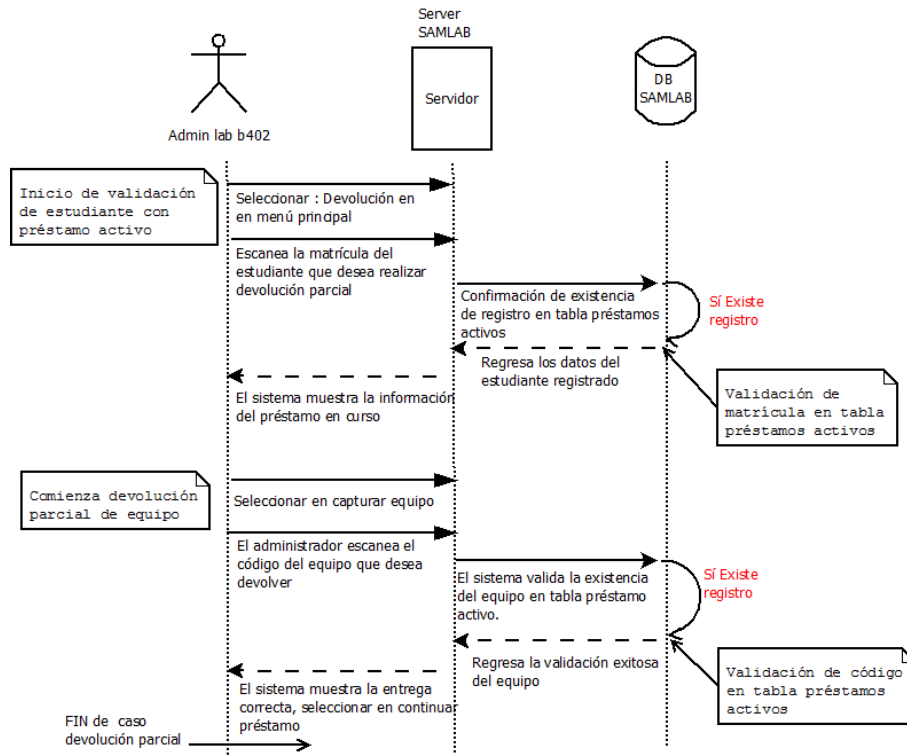 Server
SAMLAB
Servidor
DB
SAMLAB
Admin lab b402
Inicio de validación
de estudiante con
préstamo activo
Seleccionar : Devolución en
en menú principal
Escanea la matrícula del
estudiante que desea realizar
devolución parcial
Confirmación de existencia
de registro en tabla préstamos
activos
Sí Existe
registro
Regresa los datos del
estudiante registrado
El sistema muestra la información
del préstamo en curso
Validación de
matrícula en tabla
préstamos activos
Comienza devolución
parcial de equipo
Seleccionar en capturar equipo
El administrador escanea el
código del equipo que desea
devolver
El sistema valida la existencia
del equipo en tabla préstamo
activo.
Sí Existe
registro
Regresa la validación exitosa
del equipo
Validación de código
en tabla préstamos
activos
El sistema muestra la entrega
correcta, seleccionar en continuar
préstamo
FIN de caso
devolución parcial